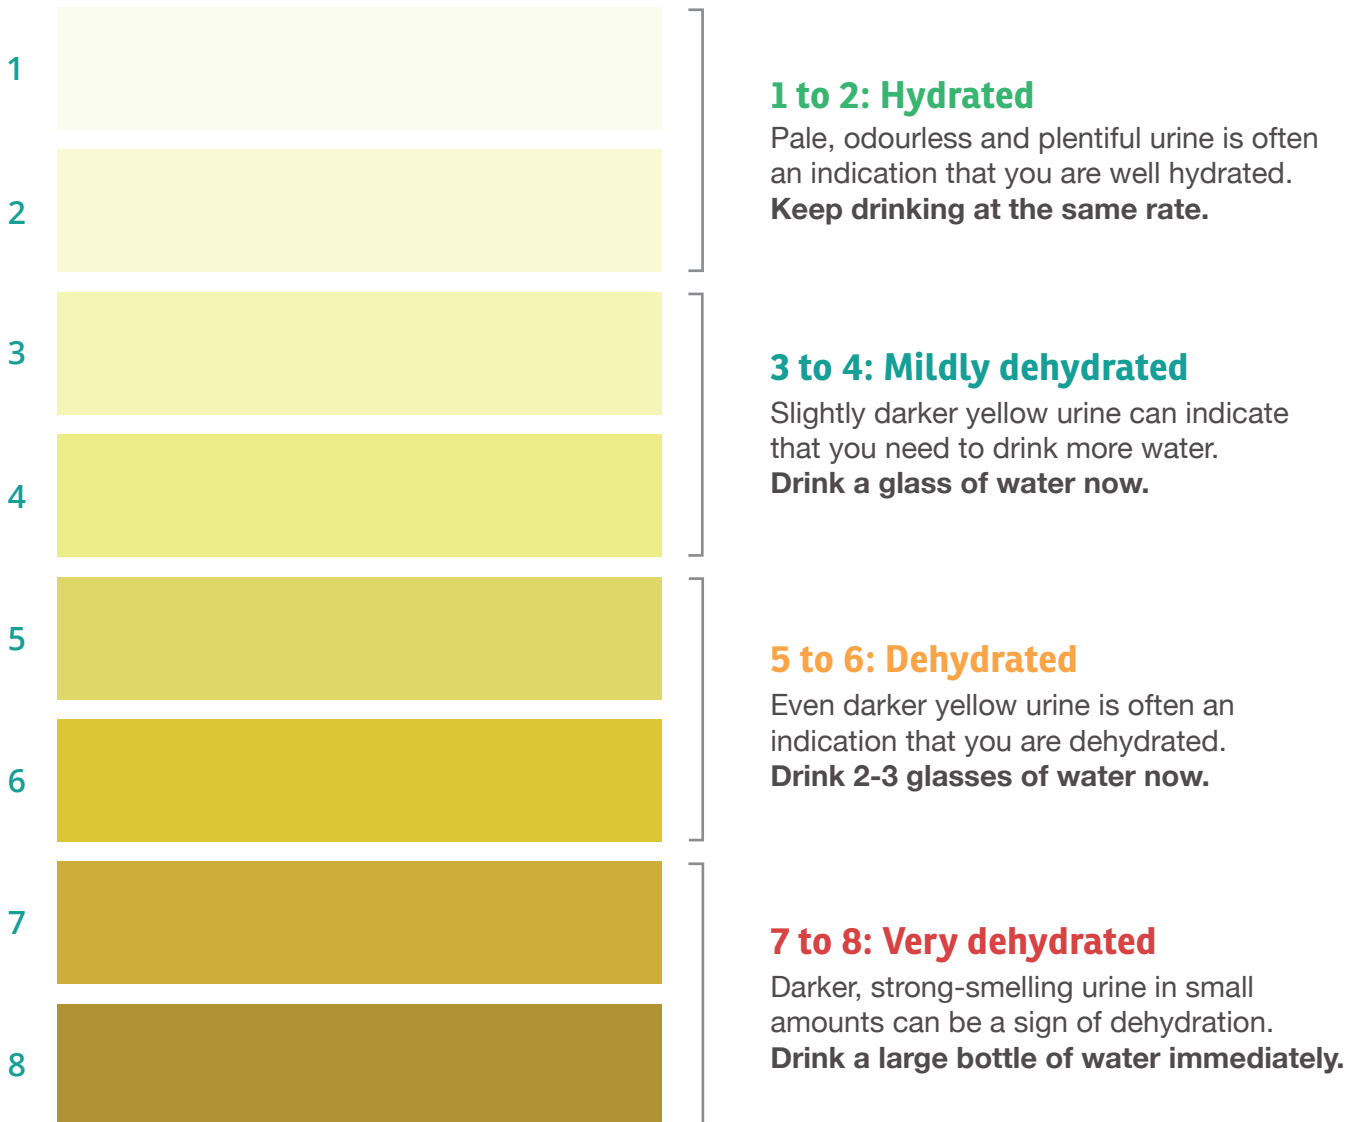 1
1 to 2: Hydrated
Pale, odourless and plentiful urine is often
an indication that you are well hydrated.
Keep drinking at the same rate.
2
3
3 to 4: Mildly dehydrated
Slightly darker yellow urine can indicate
that you need to drink more water.
Drink a glass of water now.
4
5
5 to 6: Dehydrated
Even darker yellow urine is often an
indication that you are dehydrated.
Drink 2-3 glasses of water now.
6
7
7 to 8: Very dehydrated
Darker, strong-smelling urine in small
amounts can be a sign of dehydration.
Drink a large bottle of water immediately.
8